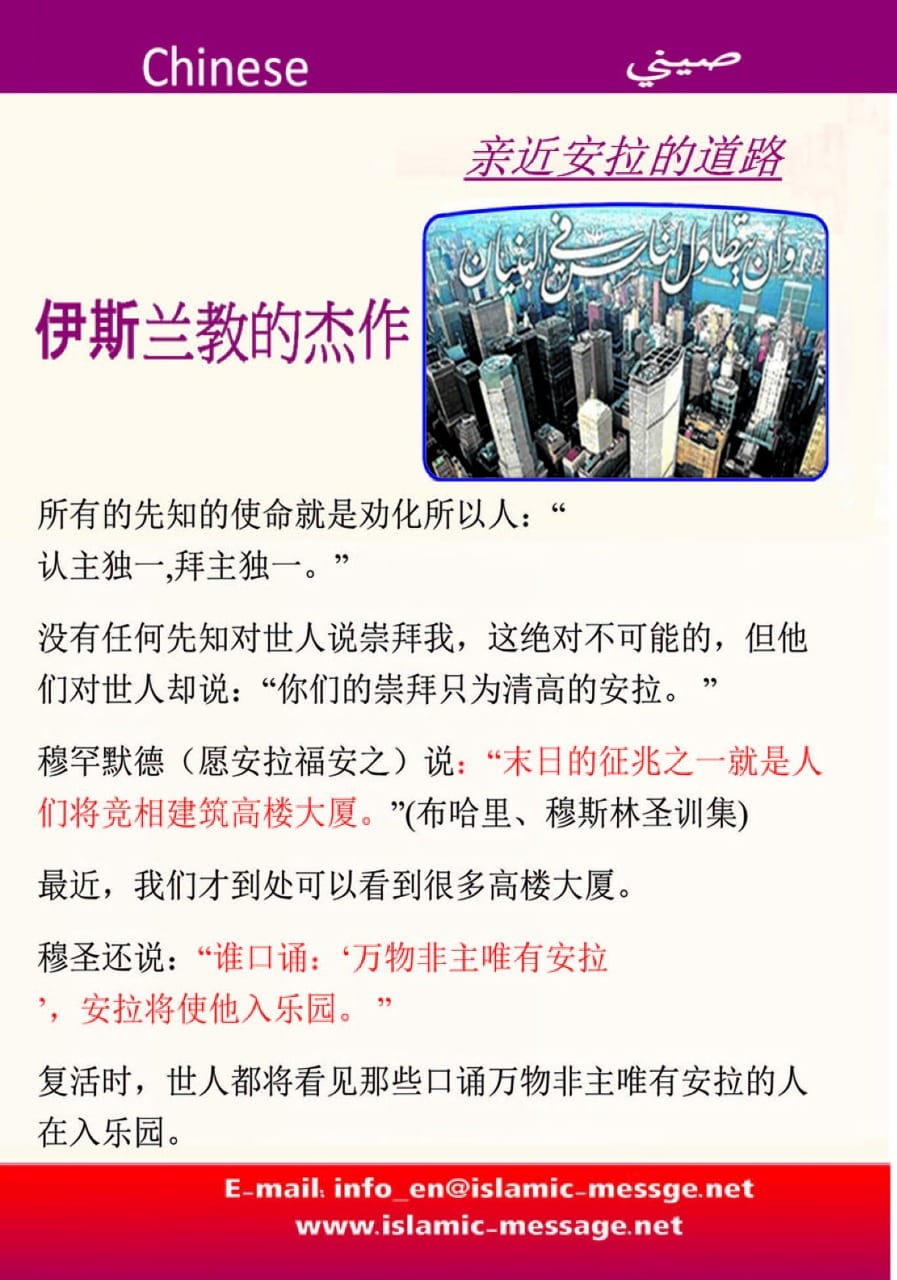 Chinese
صيني
亲近安拉的道路
وأن يتطاول الناس في البنيان
伊斯兰教的杰作
所有的先知的使命就是劝化所以人：“
认主独一,拜主独一。”
没有任何先知对世人说崇拜我，这绝对不可能的，但他
们对世人却说：“你们的崇拜只为清高的安拉。 ”
穆罕默德（愿安拉福安之）说：“末日的征兆之一就是人
们将竞相建筑高楼大厦。”(布哈里、穆斯林圣训集)
最近，我们才到处可以看到很多高楼大厦。
穆圣还说：“谁口诵：‘万物非主唯有安拉
’，安拉将使他入乐园。 ”
复活时，世人都将看见那些口诵万物非主唯有安拉的人
在入乐园。
E-mail: info_en@islamic-messge.net
www.islamic-message.net